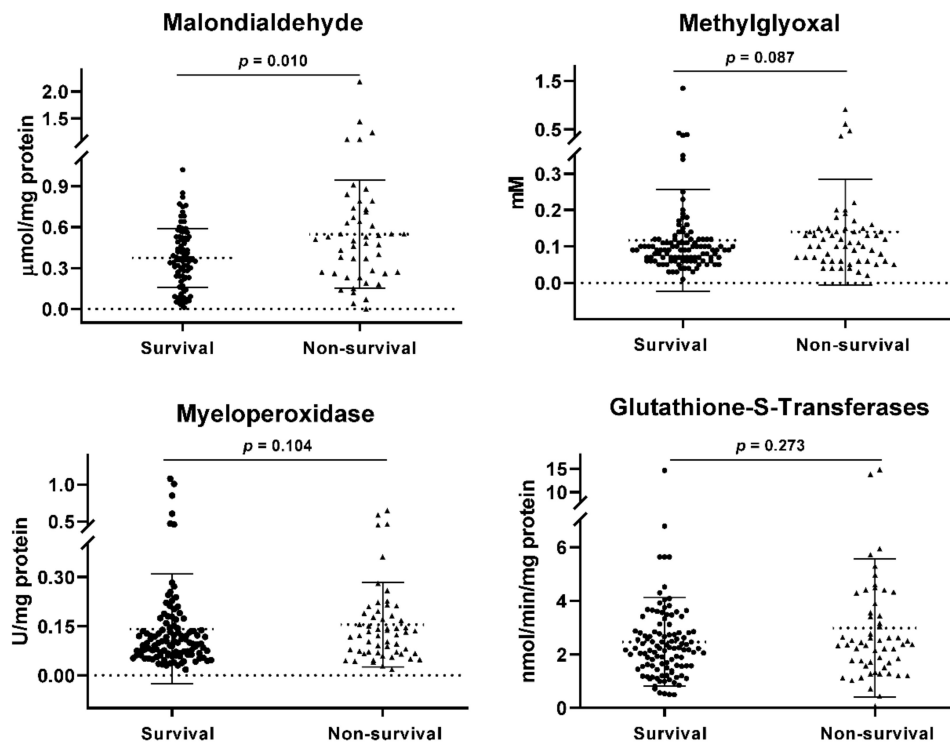 Malondialdehyde
p = 0.010
μmol/mg protein
2.0
1.5
0.9
0.6
0.3
0.0
Survival
Non-survival
Methylglyoxal
p = 0.087
mM
1.5
0.5
0.3
0.2
0.1
0.0
Survival
Non-survival
Myeloperoxidase
p = 0.104
U/mg protein
1.0
0.5
0.30
0.15
0.00
Survival
Non-survival
Glutathione-S-Transferases
p = 0.273
nmol/min/mg protein
15
10
6
4
2
0
Survival
Non-survival